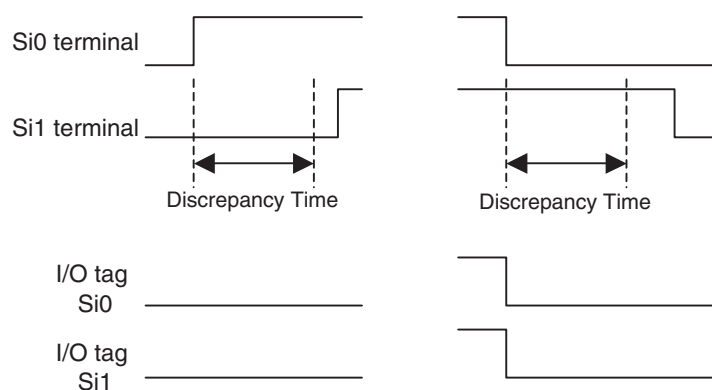 Si0 terminal
Si1 terminal
Discrepancy Time
Discrepancy Time
I/O tag
Si0
I/O tag
Si1